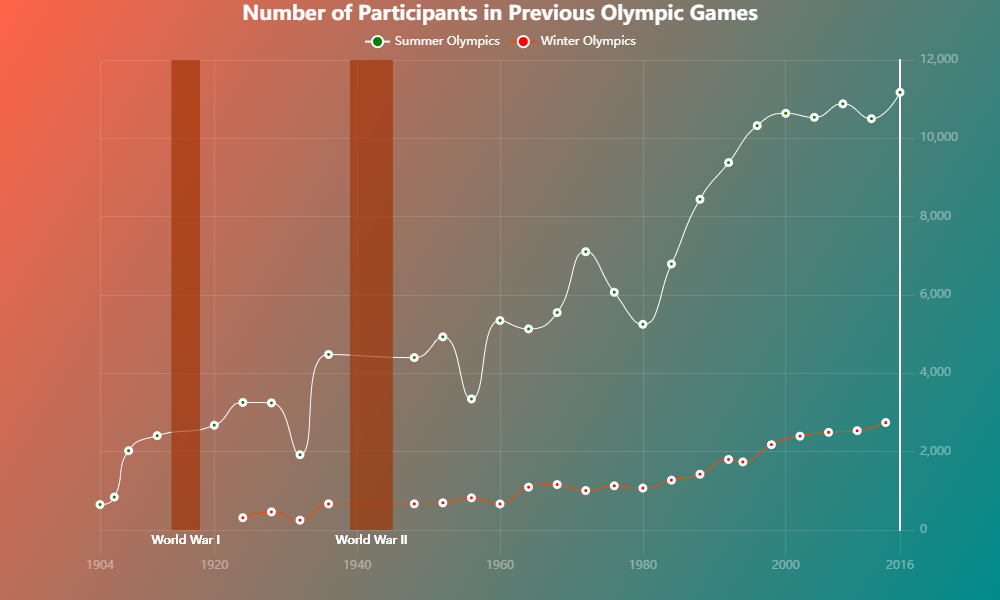 Number of Participants in Previous Olympic Games
Summer Olympics Winter Olympics
12,000
10,000
8,000
6,000
4,000
2,000
0
World War I World War II
1904 1920 1940 1960 1980 2000 2016